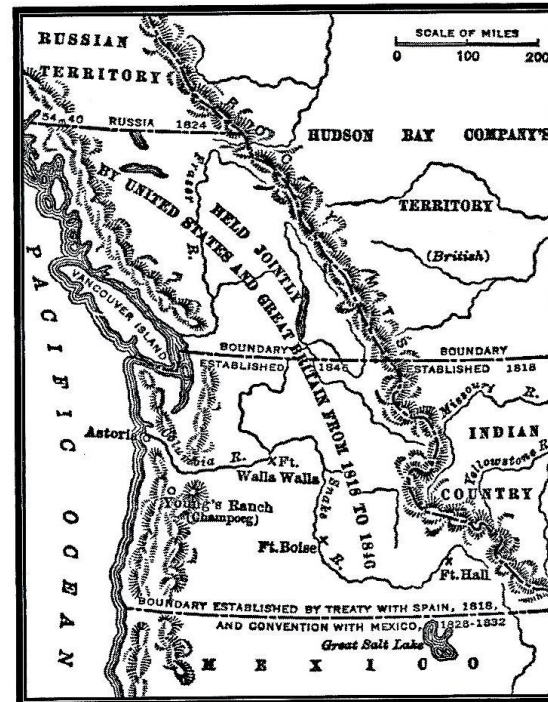 RUSSIAN
TERRITORY
SCALE OF MILES
0 100 200
54-40 RUSSIA 1824
ROCKY MTS.
HUDSON BAY COMPANY'S
TERRITORY
(British)
Fraser R.
HELD JOINTLY
BY UNITED STATES AND GREAT BRITAIN FROM 1818 TO 1846
VANCOUVER ISLAND
PACIFIC OCEAN
BOUNDARY BOUNDARY
ESTABLISHED 1846 ESTABLISHED 1818
Missouri R.
INDIAN
COUNTRY
Yellowstone R.
Astoria
Columbia R.
Ft.
Walla Walla
Young's Ranch
(Champoeg)
Snake R.
Ft.Boise
Ft.Hall
BOUNDARY ESTABLISHED BY TREATY WITH SPAIN, 1818,
AND CONVENTION WITH MEXICO, 1828-1832
Great Salt Lake
MEXICO